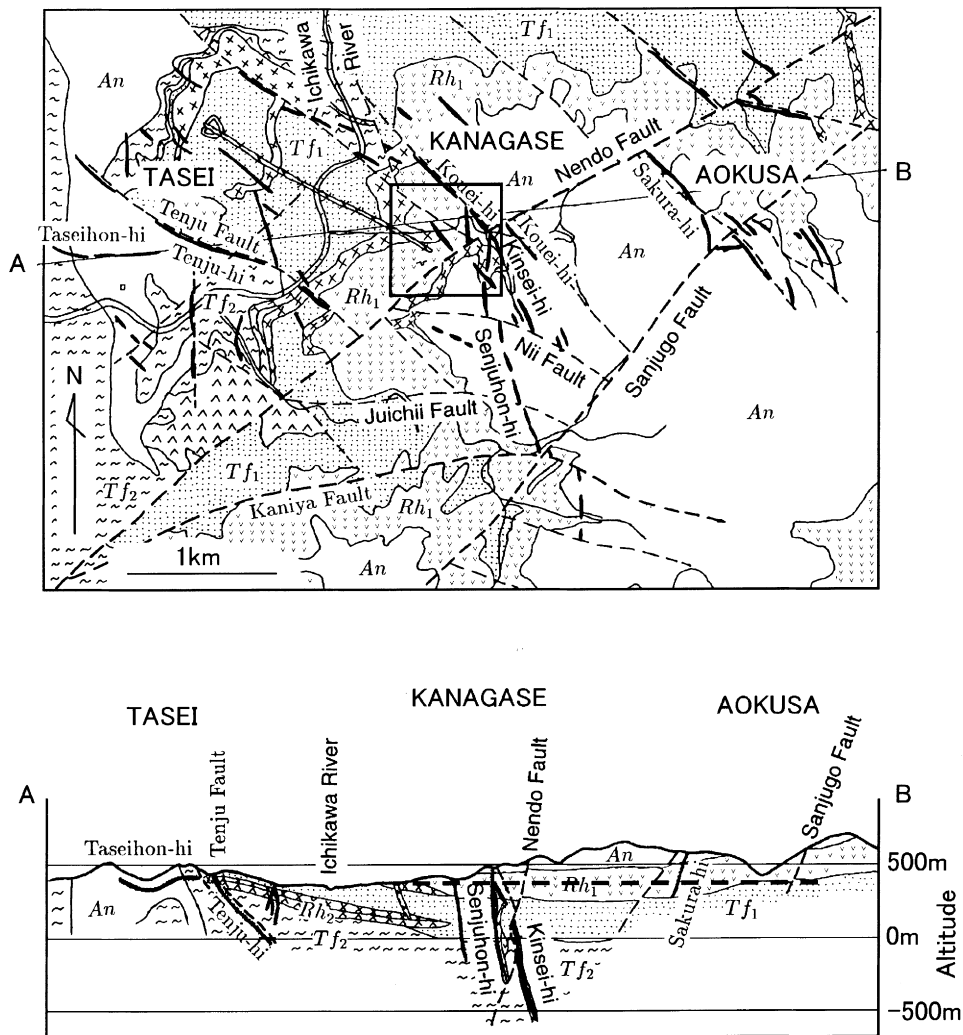 Tf1
An
Ichikawa River
Rh1
KANAGASE
Tf1
Nendo Fault
An
TASEI
Kouei-hi
Sakura-hi
AOKUSA
B
Tenju Fault
Taseihon-hi
Kouei-hi
An
A
Tenju-hi
Kinsei-hi
Tf2
Rh1
Senjuhon-hi
Nii Fault
Sanjugo Fault
N
Juichii Fault
An
Tf1
Tf2
Kaniya Fault
Rh1
1km
An
TASEI
KANAGASE
AOKUSA
Tenju Fault
Ichikawa River
Nendo Fault
Sanjugo Fault
A
B
Taseihon-hi
An
500m
Rh1
Senjuhon-hi
Sakura-hi
An
Tenju-hi
Rh2
Tf1
Tf2
Kinsei-hi
0m
Tf2
Altitude
-500m